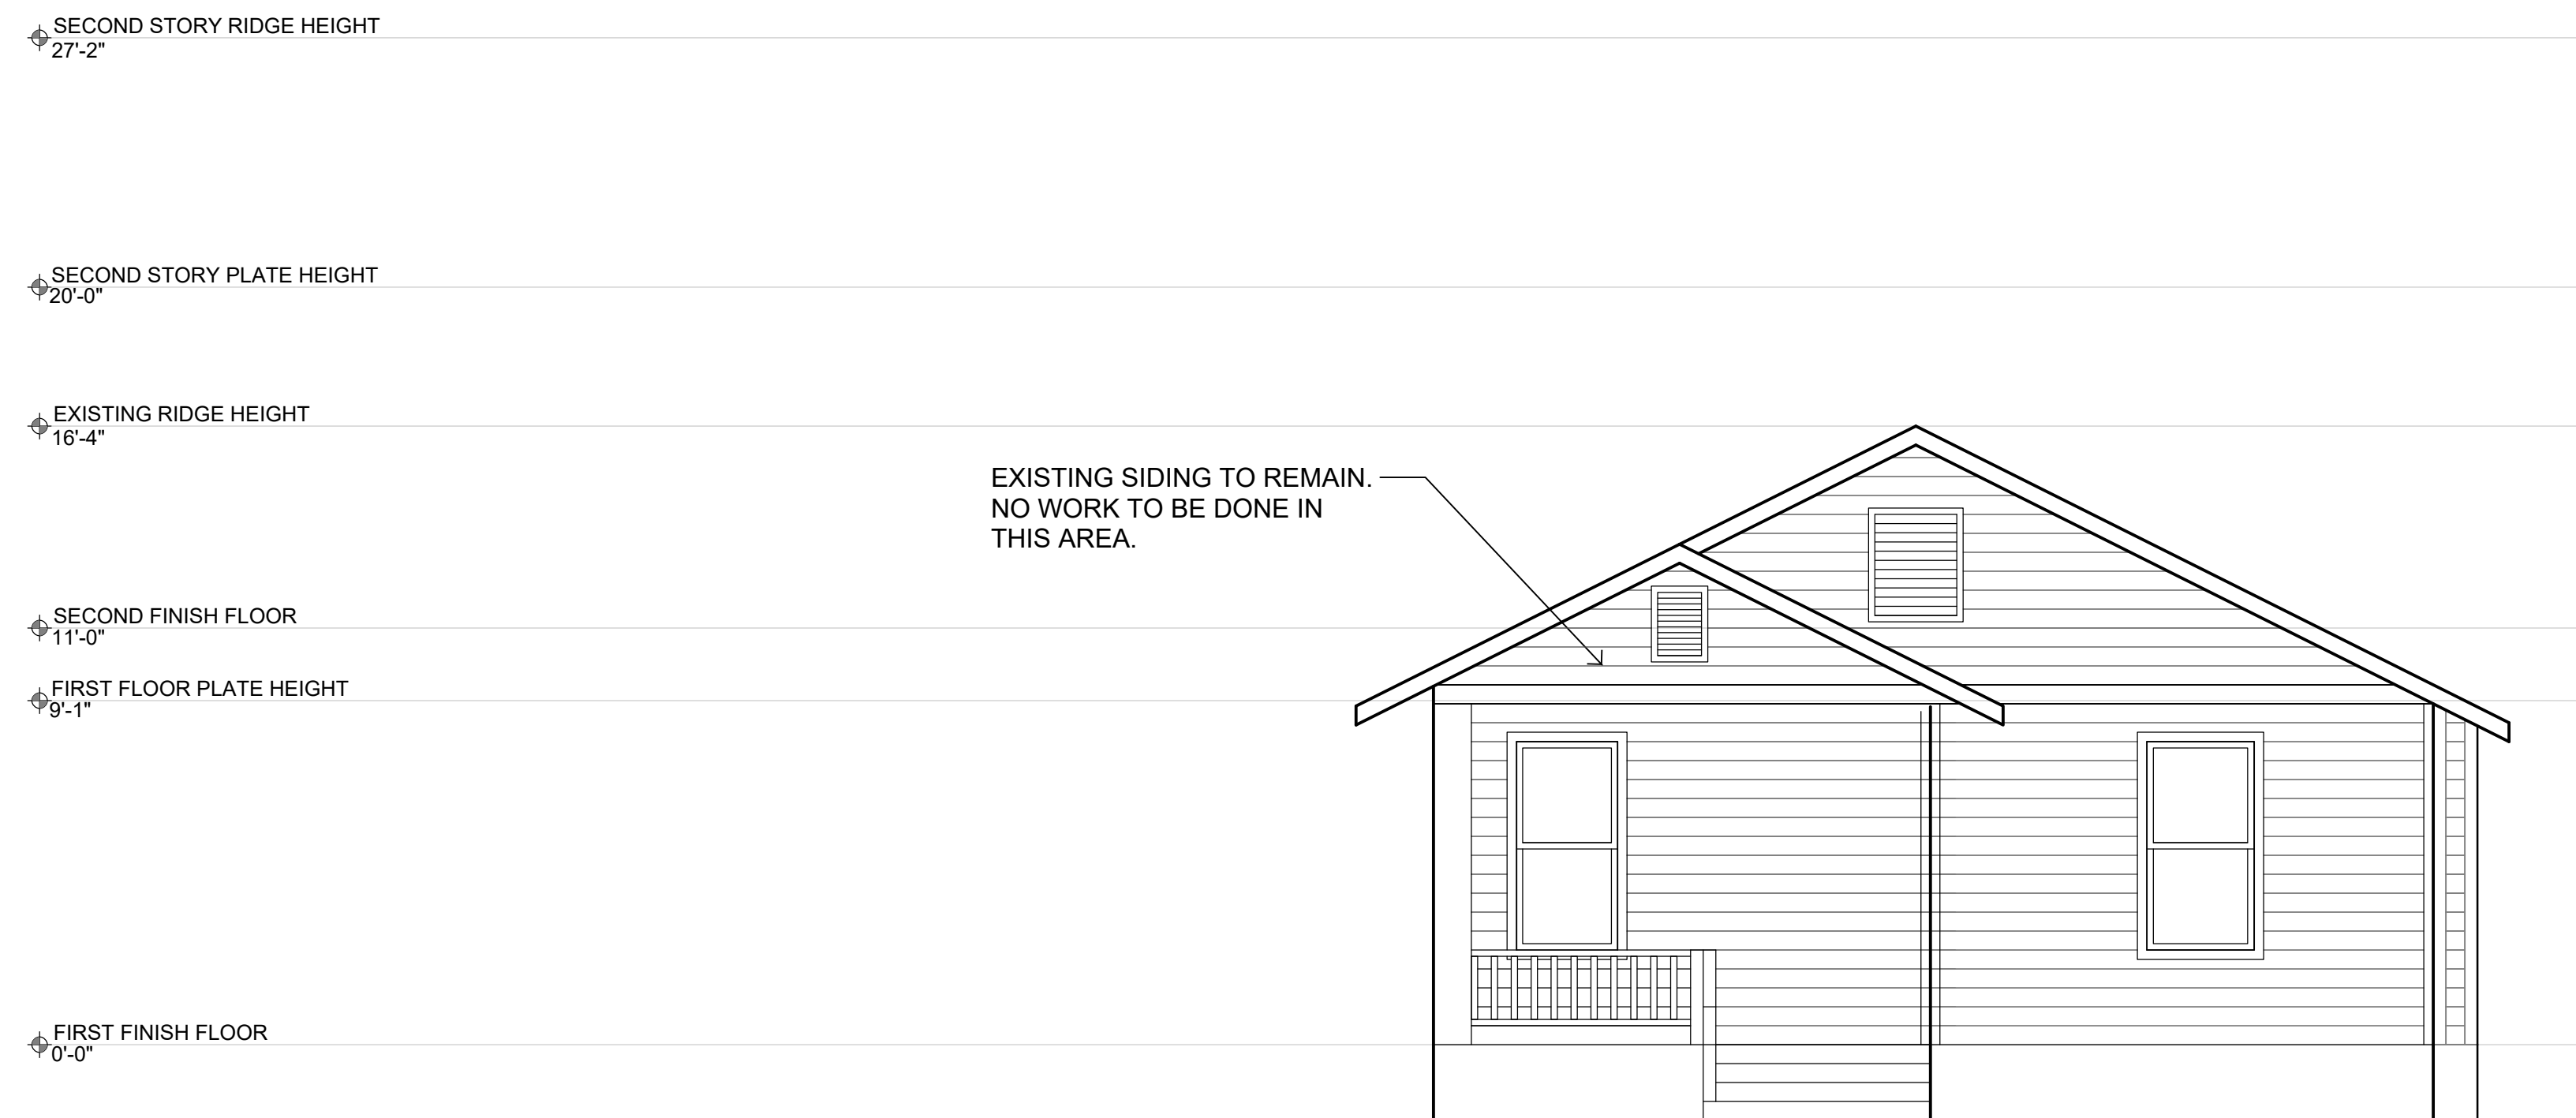 SECOND STORY RIDGE HEIGHT
27'-2"
SECOND STORY PLATE HEIGHT
20'-0"
EXISTING RIDGE HEIGHT
16'-4"
EXISTING SIDING TO REMAIN.
NO WORK TO BE DONE IN
THIS AREA.
SECOND FINISH FLOOR
11'-0"
FIRST FLOOR PLATE HEIGHT
9'-1"
FIRST FINISH FLOOR
0'-0"